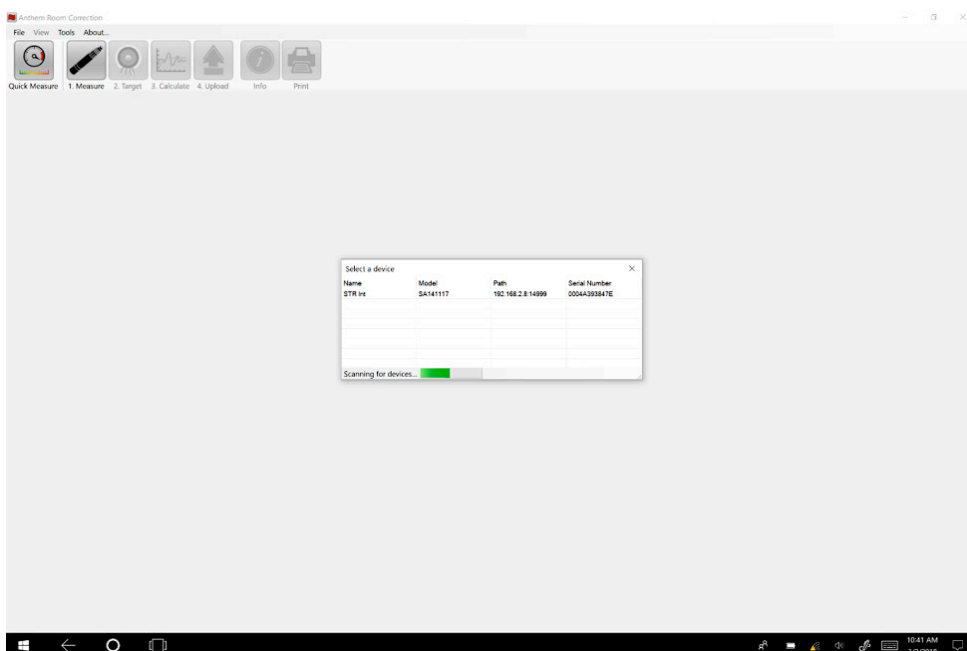 Anthem Room Correction
File View Tools About...
Quick Measure 1. Measure 2. Target 3. Calculate 4. Upload Info Print
Select a device
Name Model Path Serial Number
STR Int SA141117 192.168.2.8:14999 0004A393847E
Scanning for devices...
10:41 AM